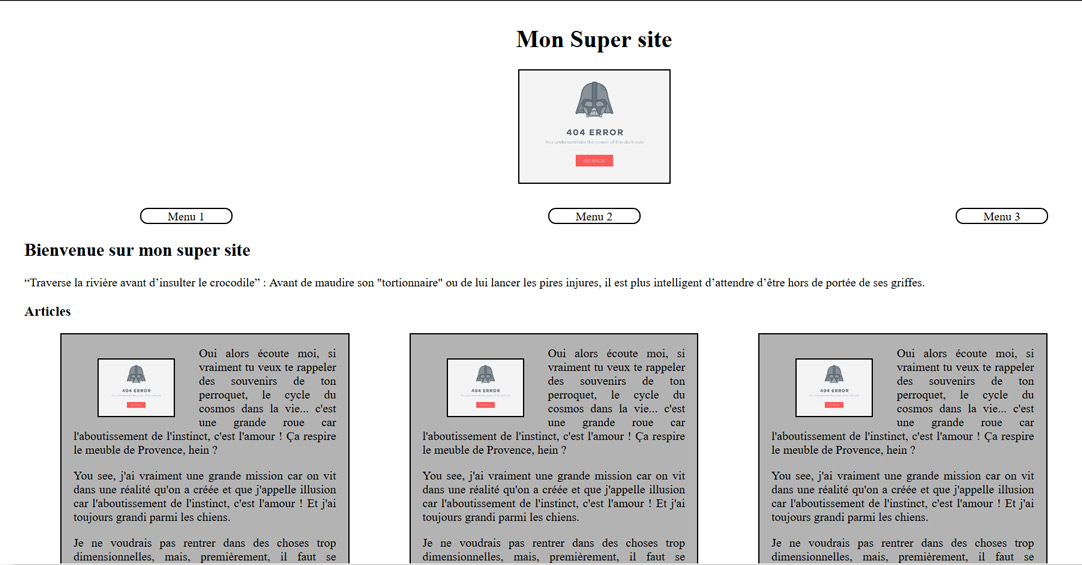 Mon Super site
404 ERROR
You underestimate the power of the dark side
GO BACK
Menu 1
Menu 2
Menu 3
Bienvenue sur mon super site
“Traverse la rivière avant d’insulter le crocodile” : Avant de maudire son "tortionnaire" ou de lui lancer les pires injures, il est plus intelligent d’attendre d’être hors de portée de ses griffes.
Articles
404 ERROR
Oui alors écoute moi, si
vraiment tu veux te rappeler
des souvenirs de ton
perroquet, le cycle du
cosmos dans la vie... c'est
une grande roue car
l'aboutissement de l'instinct, c'est l'amour ! Ça respire
le meuble de Provence, hein ?
You see, j'ai vraiment une grande mission car on vit
dans une réalité qu'on a créée et que j'appelle illusion
car l'aboutissement de l'instinct, c'est l'amour ! Et j'ai
toujours grandi parmi les chiens.
Je ne voudrais pas rentrer dans des choses trop
dimensionnelles, mais, premièrement, il faut se
404 ERROR
Oui alors écoute moi, si
vraiment tu veux te rappeler
des souvenirs de ton
perroquet, le cycle du
cosmos dans la vie... c'est
une grande roue car
l'aboutissement de l'instinct, c'est l'amour ! Ça respire
le meuble de Provence, hein ?
You see, j'ai vraiment une grande mission car on vit
dans une réalité qu'on a créée et que j'appelle illusion
car l'aboutissement de l'instinct, c'est l'amour ! Et j'ai
toujours grandi parmi les chiens.
Je ne voudrais pas rentrer dans des choses trop
dimensionnelles, mais, premièrement, il faut se
404 ERROR
Oui alors écoute moi, si
vraiment tu veux te rappeler
des souvenirs de ton
perroquet, le cycle du
cosmos dans la vie... c'est
une grande roue car
l'aboutissement de l'instinct, c'est l'amour ! Ça respire
le meuble de Provence, hein ?
You see, j'ai vraiment une grande mission car on vit
dans une réalité qu'on a créée et que j'appelle illusion
car l'aboutissement de l'instinct, c'est l'amour ! Et j'ai
toujours grandi parmi les chiens.
Je ne voudrais pas rentrer dans des choses trop
dimensionnelles, mais, premièrement, il faut se